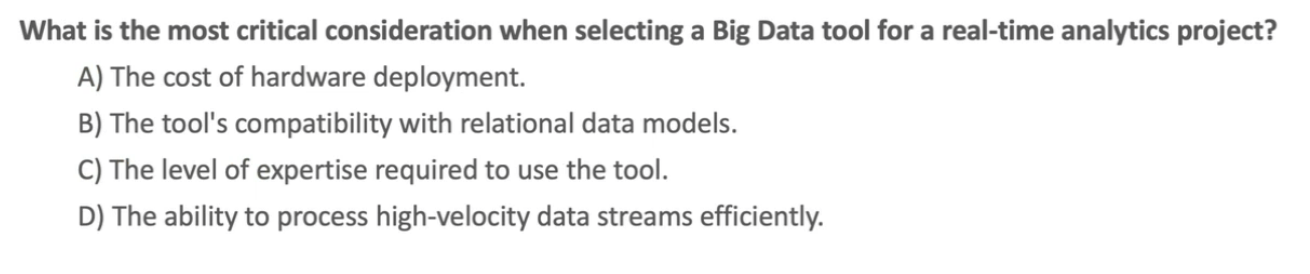 What is the most critical consideration when selecting a Big Data tool for a real-time analytics project?
A) The cost of hardware deployment.
B) The tool's compatibility with relational data models.
C) The level of expertise required to use the tool.
D) The ability to process high-velocity data streams efficiently.